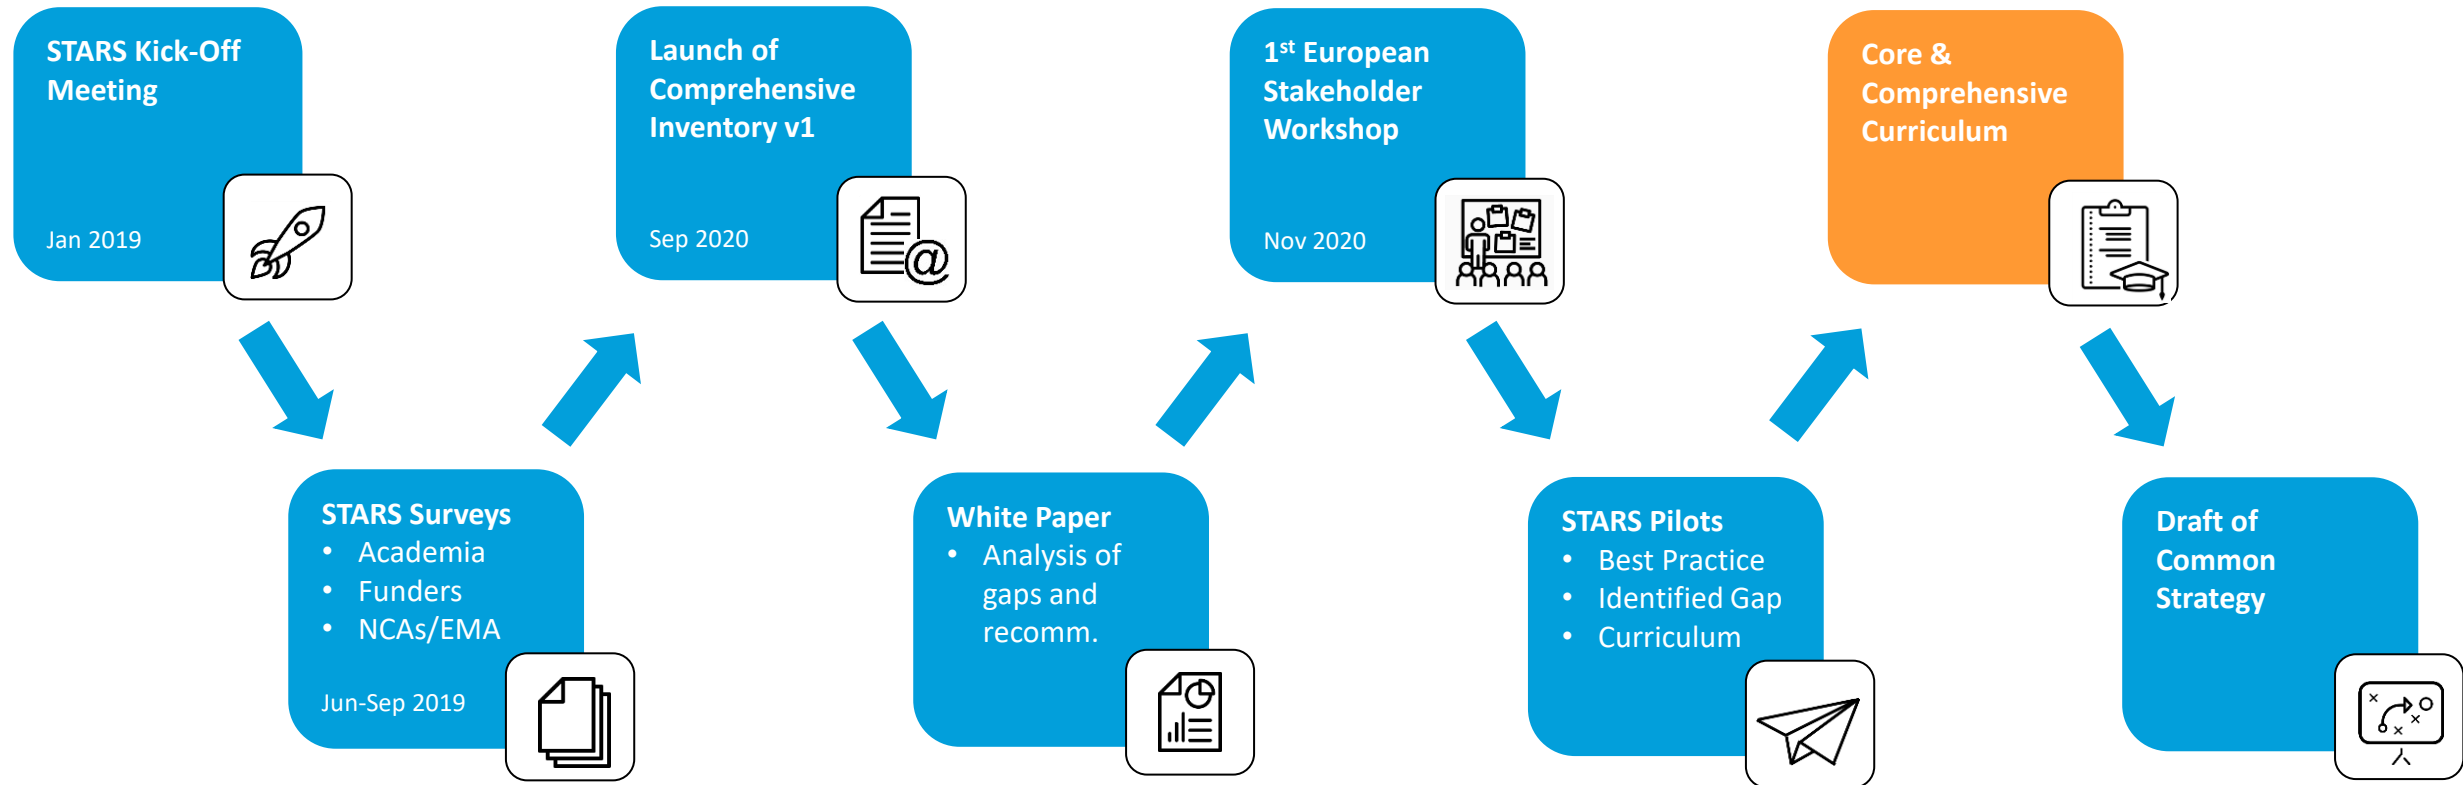 STARS Kick-Off
Meeting
Jan 2019
STARS Surveys
• Academia
• Funders
• NCAs/EMA
Jun-Sep 2019
Launch of
Comprehensive
Inventory v1
Sep 2020
@
White Paper
• Analysis of
gaps and
recomm.
1st European
Stakeholder
Workshop
Nov 2020
STARS Pilots
• Best Practice
• Identified Gap
• Curriculum
Core &
Comprehensive
Curriculum
Draft of
Common
Strategy